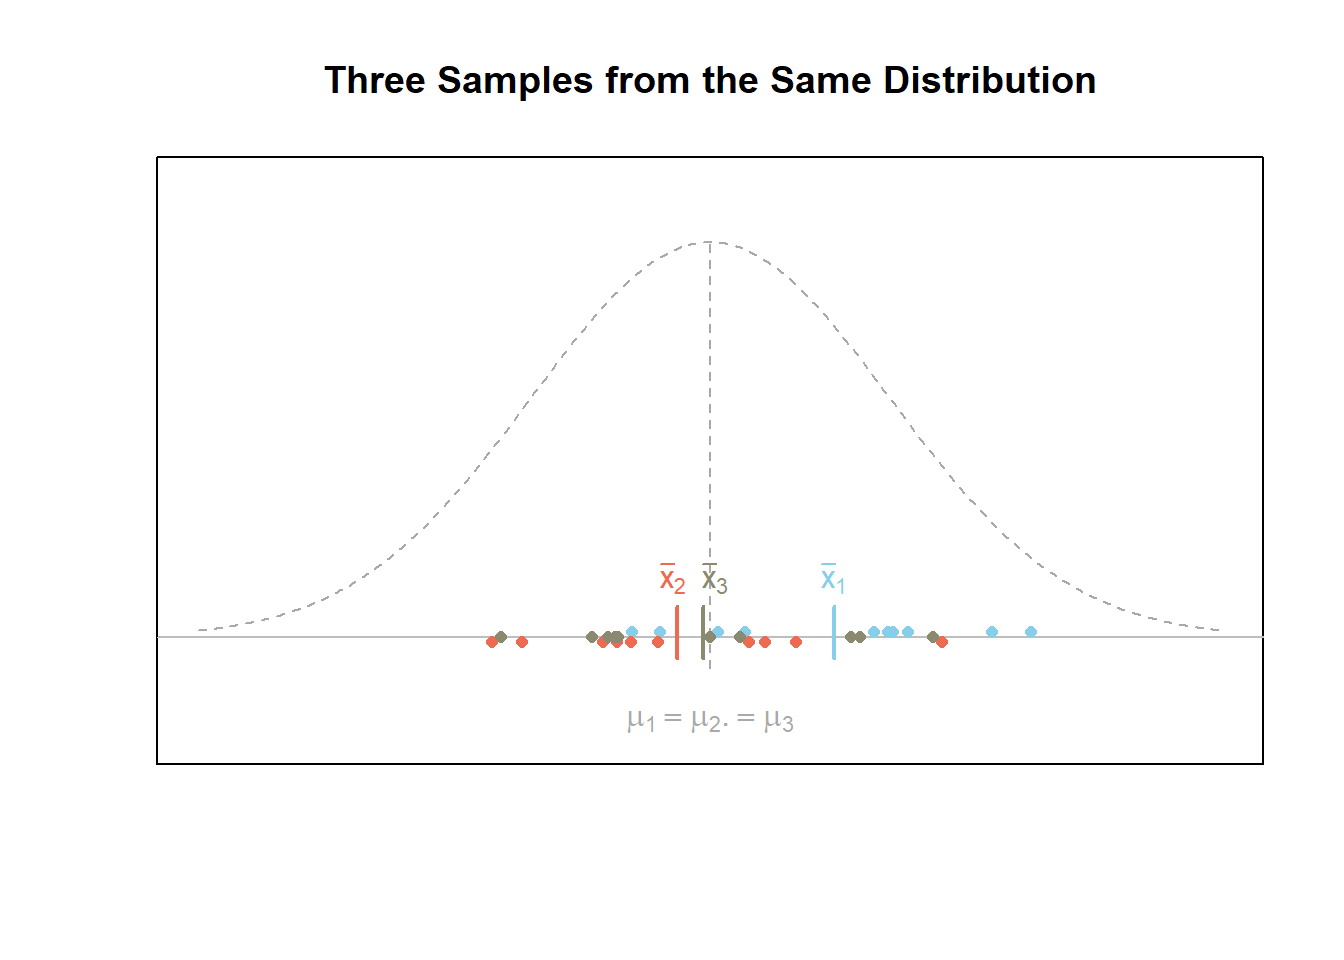 Three Samples from the Same Distribution
x̄₂ x̄₃ x̄₁
μ₁ = μ₂. = μ₃